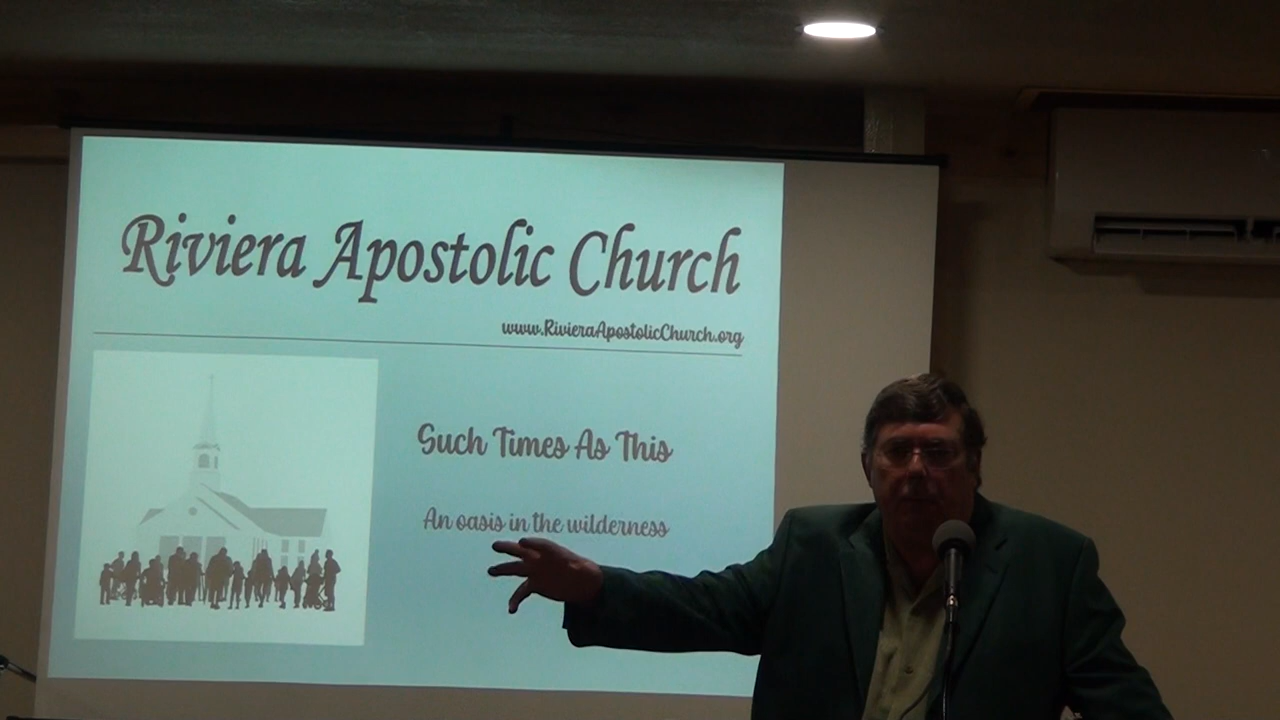 Riviera Apostolic Church
www.RivieraApostolicChurch.org
Such Times As This
An oasis in the wilderness